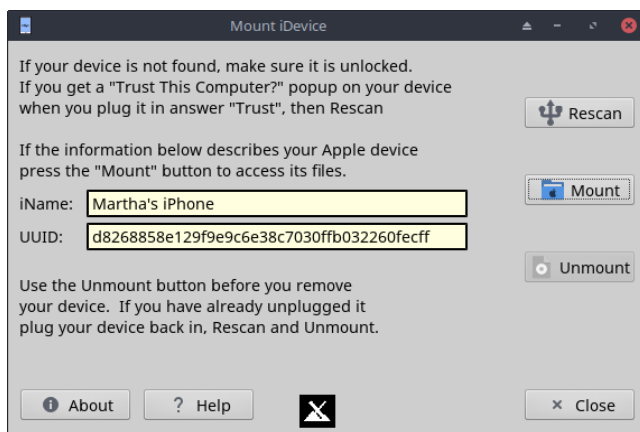 Mount iDevice
If your device is not found, make sure it is unlocked.
If you get a "Trust This Computer?" popup on your device
when you plug it in answer "Trust", then Rescan
Rescan
If the information below describes your Apple device
press the "Mount" button to access its files.
Mount
iName: Martha's iPhone
UUID: d8268858e129f9e9c6e38c7030ffb032260fecff
Unmount
Use the Unmount button before you remove
your device. If you have already unplugged it
plug your device back in, Rescan and Unmount.
About ? Help Close